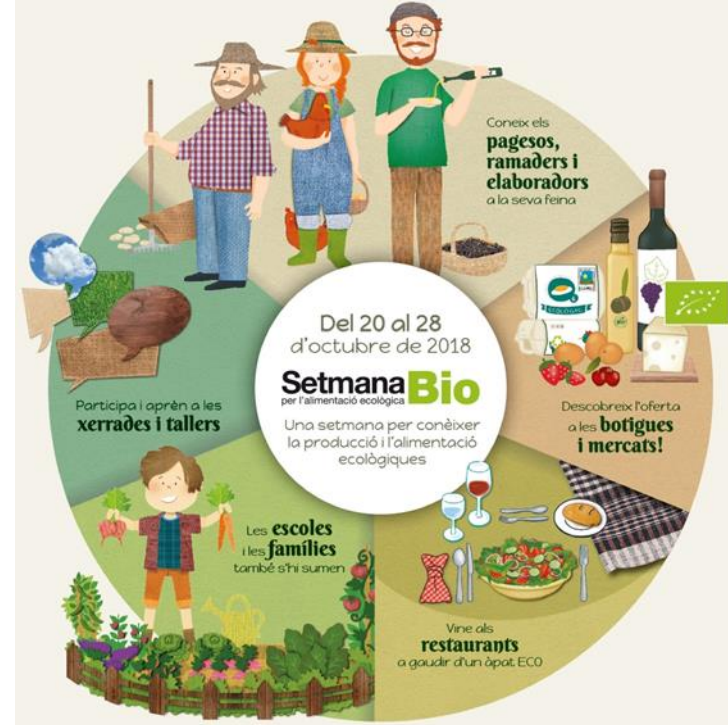 Coneix els
pagesos,
ramaders i
elaboradors
a la seva feina
Del 20 al 28
d'octubre de 2018
Setmana Bio
per l'alimentació ecològica
Una setmana per conèixer
la producció i l'alimentació
ecològiques
Participa i aprèn a les
xerrades i tallers
Descobreix l'oferta
a les botigues
i mercats!
Les escoles
i les famílies
també s'hi sumen
Vine als
restaurants
a gaudir d'un àpat ECO